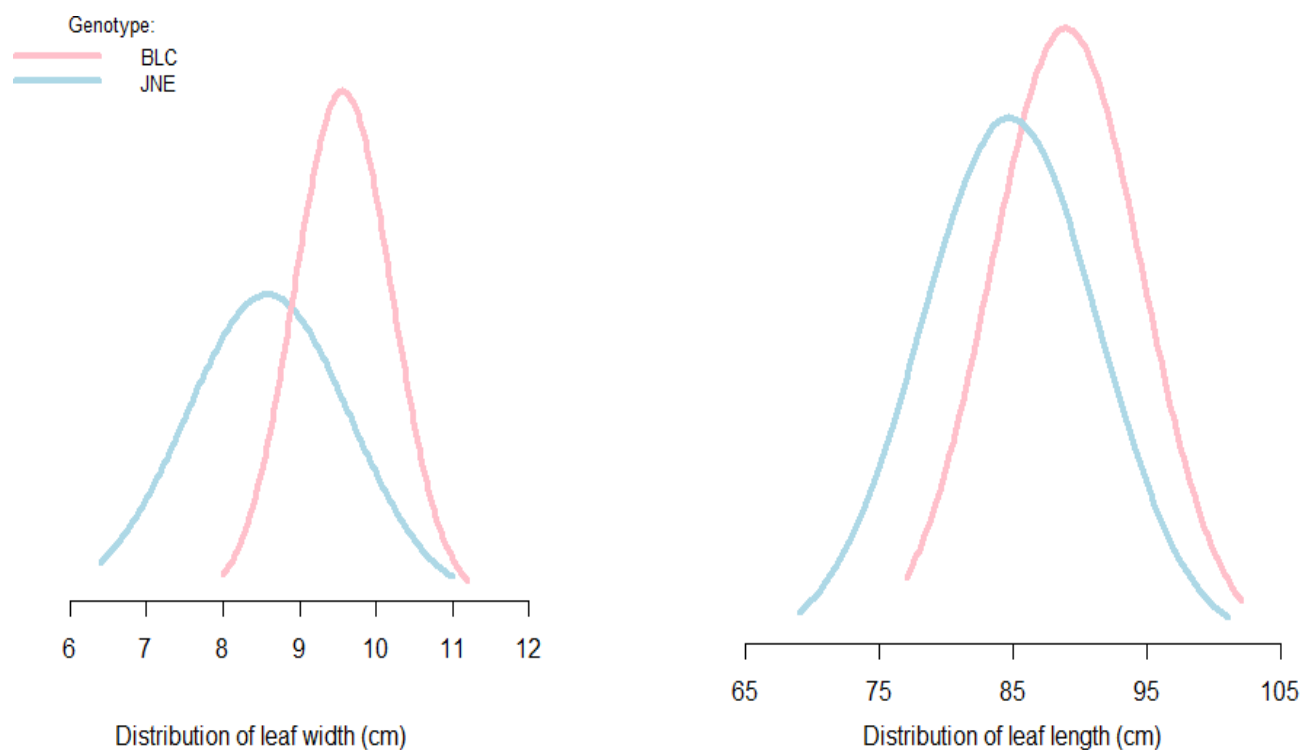 Genotype:
BLC
JNE
6 7 8 9 10 11 12
Distribution of leaf width (cm)
65 75 85 95 105
Distribution of leaf length (cm)